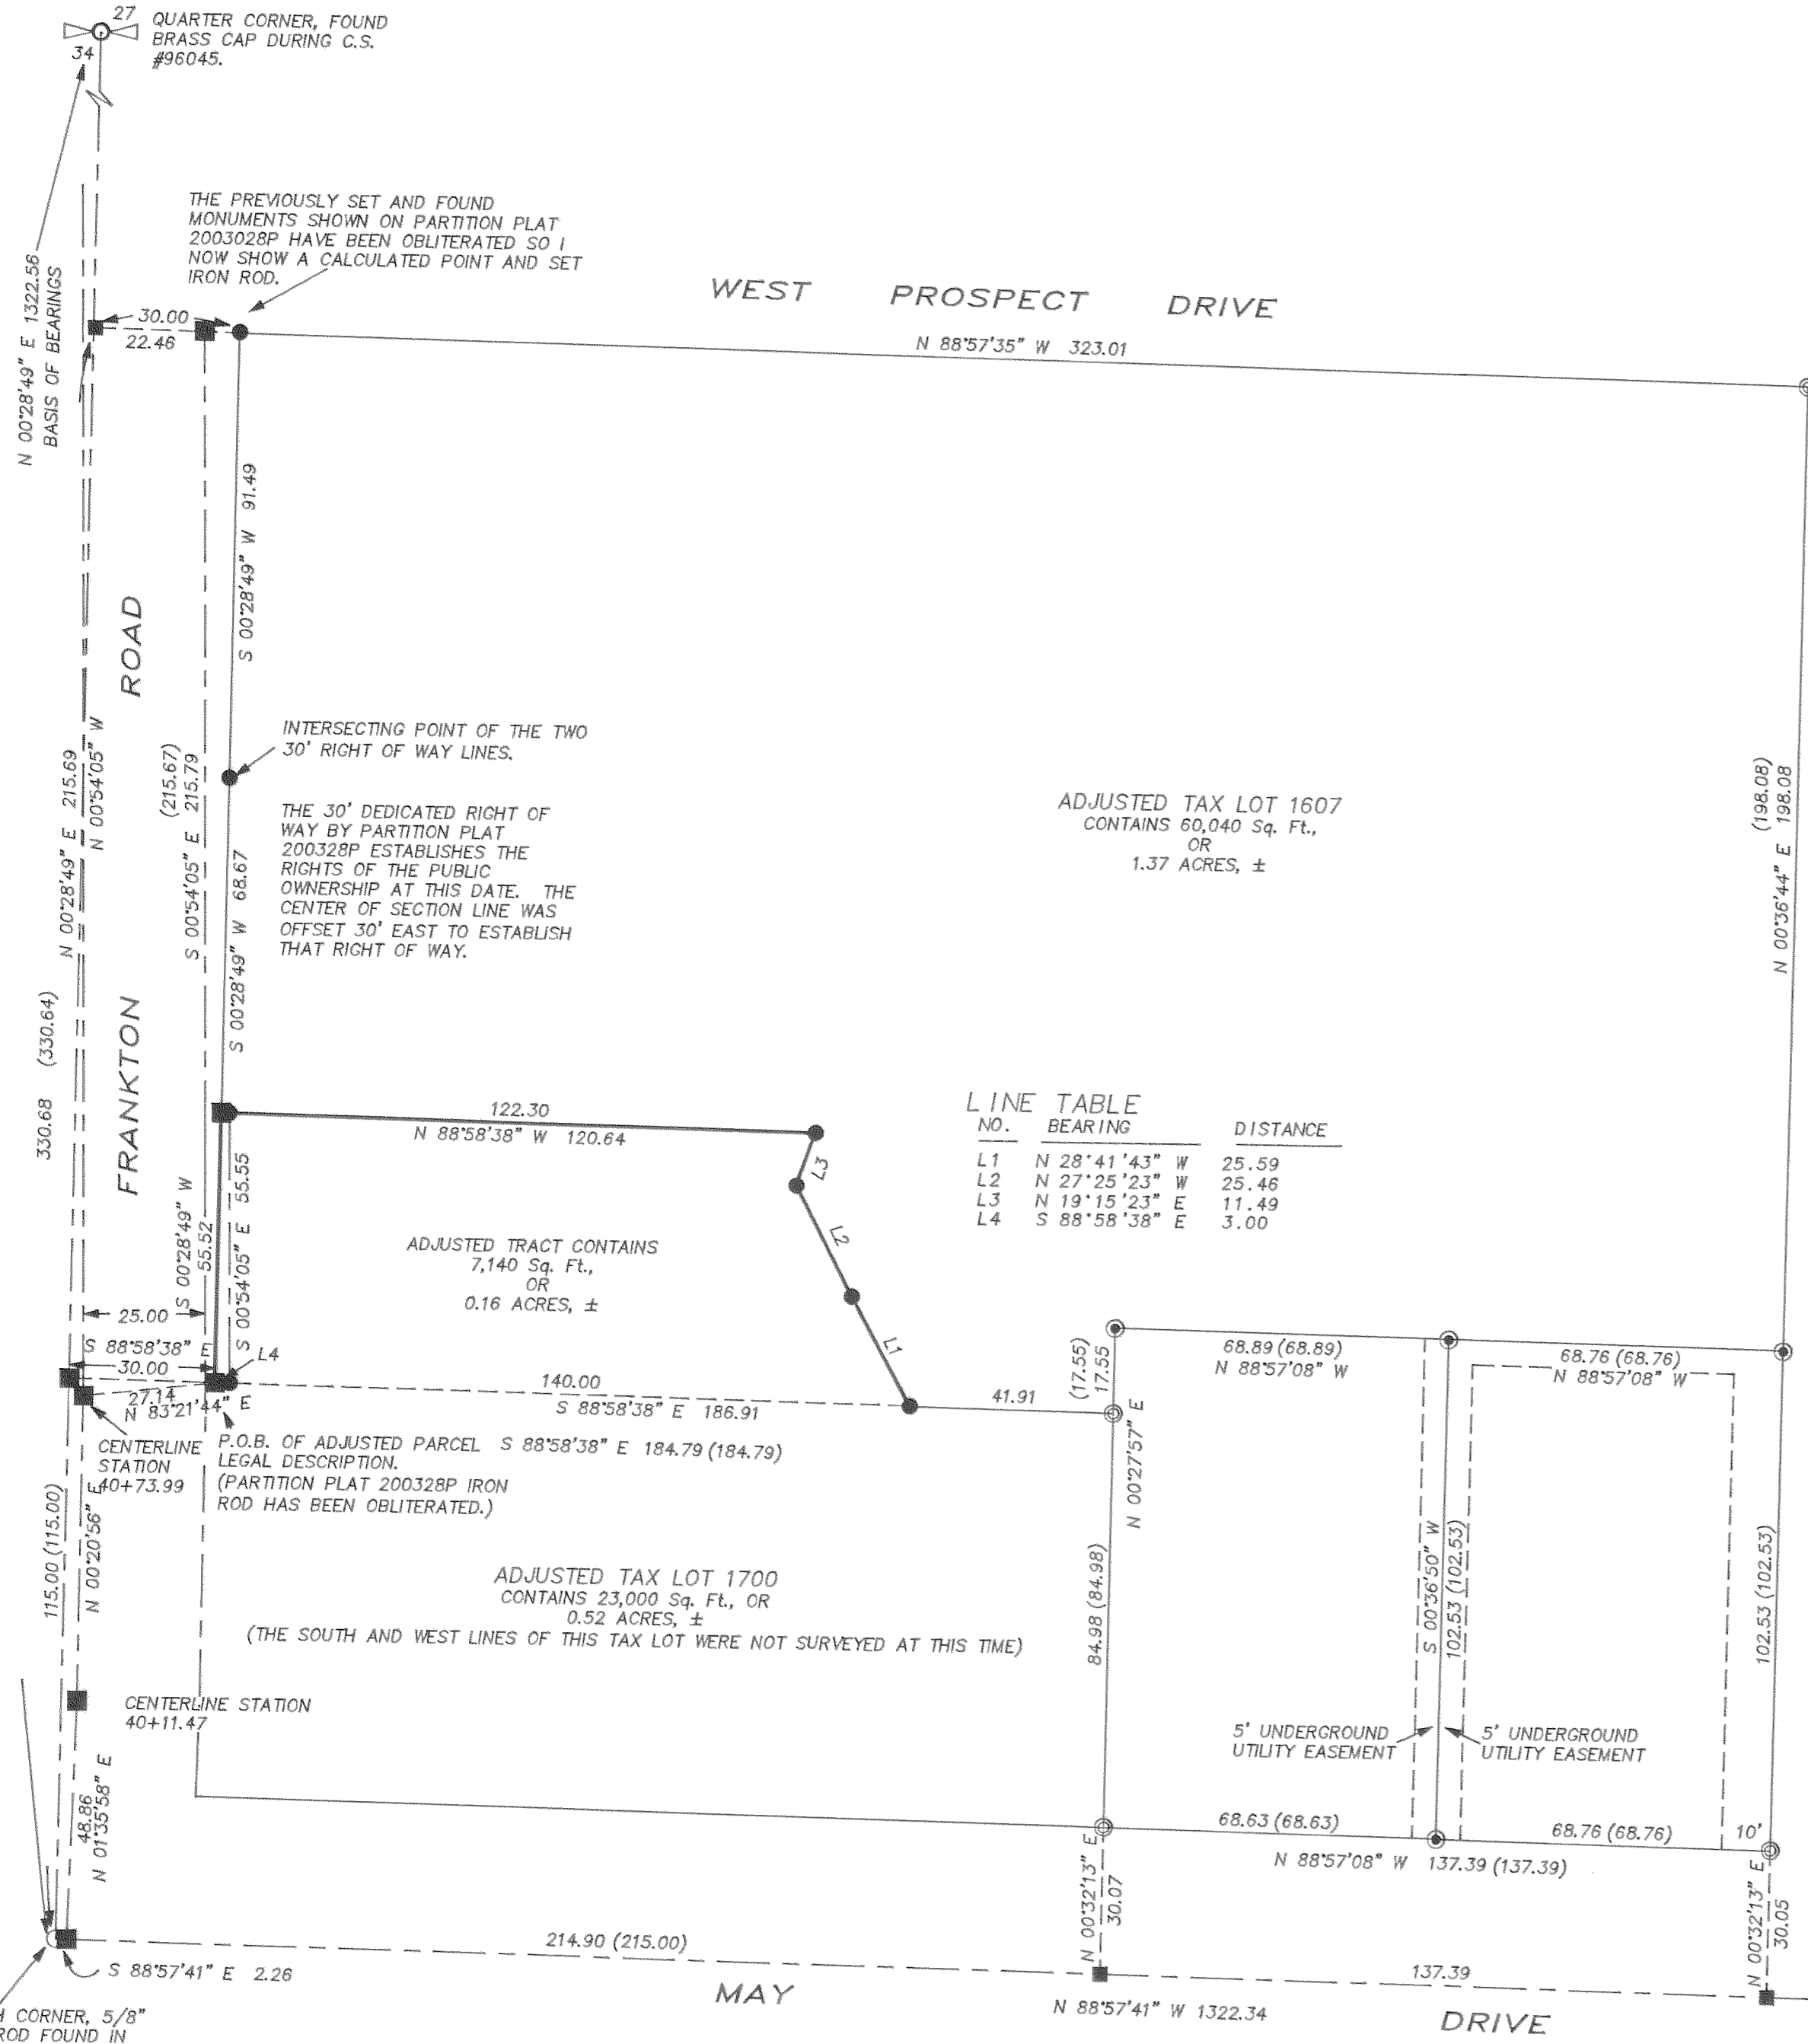 27
34
QUARTER CORNER, FOUND
BRASS CAP DURING C.S.
#96045.
THE PREVIOUSLY SET AND FOUND
MONUMENTS SHOWN ON PARTITION PLAT
2003028P HAVE BEEN OBLITERATED SO I
NOW SHOW A CALCULATED POINT AND SET
IRON ROD.
N 00°28'49" E 1322.56
BASIS OF BEARINGS
WEST PROSPECT DRIVE
30.00
22.46
N 88°57'35" W 323.01
S 00°28'49" W 91.49
ROAD
FRANKTON
INTERSECTING POINT OF THE TWO
30' RIGHT OF WAY LINES.
THE 30' DEDICATED RIGHT OF
WAY BY PARTITION PLAT
200328P ESTABLISHES THE
RIGHTS OF THE PUBLIC
OWNERSHIP AT THIS DATE. THE
CENTER OF SECTION LINE WAS
OFFSET 30' EAST TO ESTABLISH
THAT RIGHT OF WAY.
N 00°28'49" E 215.69
N 00°54'05" W
(215.67)
S 00°54'05" E 215.79
S 00°28'49" W 68.67
330.68 (330.64)
ADJUSTED TAX LOT 1607
CONTAINS 60,040 Sq. Ft.,
OR
1.37 ACRES, ±
(198.08)
N 00°36'44" E 198.08
LINE TABLE
NO. BEARING DISTANCE
L1 N 28°41'43" W 25.59
L2 N 27°25'23" W 25.46
L3 N 19°15'23" E 11.49
L4 S 88°58'38" E 3.00
122.30
N 88°58'38" W 120.64
L3
L2
L1
S 00°28'49" W
55.52
S 00°54'05" E 55.55
ADJUSTED TRACT CONTAINS
7,140 Sq. Ft.,
OR
0.16 ACRES, ±
25.00
S 88°58'38" E
30.00
L4
27.14
N 83°21'44" E
140.00
S 88°58'38" E 186.91
41.91
(17.55)
17.55
N 00°27'57" E
68.89 (68.89)
N 88°57'08" W
68.76 (68.76)
N 88°57'08" W
CENTERLINE
STATION
40+73.99
P.O.B. OF ADJUSTED PARCEL S 88°58'38" E 184.79 (184.79)
LEGAL DESCRIPTION.
(PARTITION PLAT 200328P IRON
ROD HAS BEEN OBLITERATED.)
115.00 (115.00)
N 00°20'56" E
ADJUSTED TAX LOT 1700
CONTAINS 23,000 Sq. Ft., OR
0.52 ACRES, ±
(THE SOUTH AND WEST LINES OF THIS TAX LOT WERE NOT SURVEYED AT THIS TIME)
84.98 (84.98)
S 00°36'50" W
102.53 (102.53)
102.53 (102.53)
CENTERLINE STATION
40+11.47
5' UNDERGROUND
UTILITY EASEMENT
5' UNDERGROUND
UTILITY EASEMENT
48.86
N 01°35'58" E
68.63 (68.63)
68.76 (68.76)
10'
N 88°57'08" W 137.39 (137.39)
N 00°32'13" E
30.07
N 00°32'13" E
30.05
214.90 (215.00)
137.39
S 88°57'41" E 2.26
MAY DRIVE
N 88°57'41" W 1322.34
H CORNER, 5/8"
ROD FOUND IN